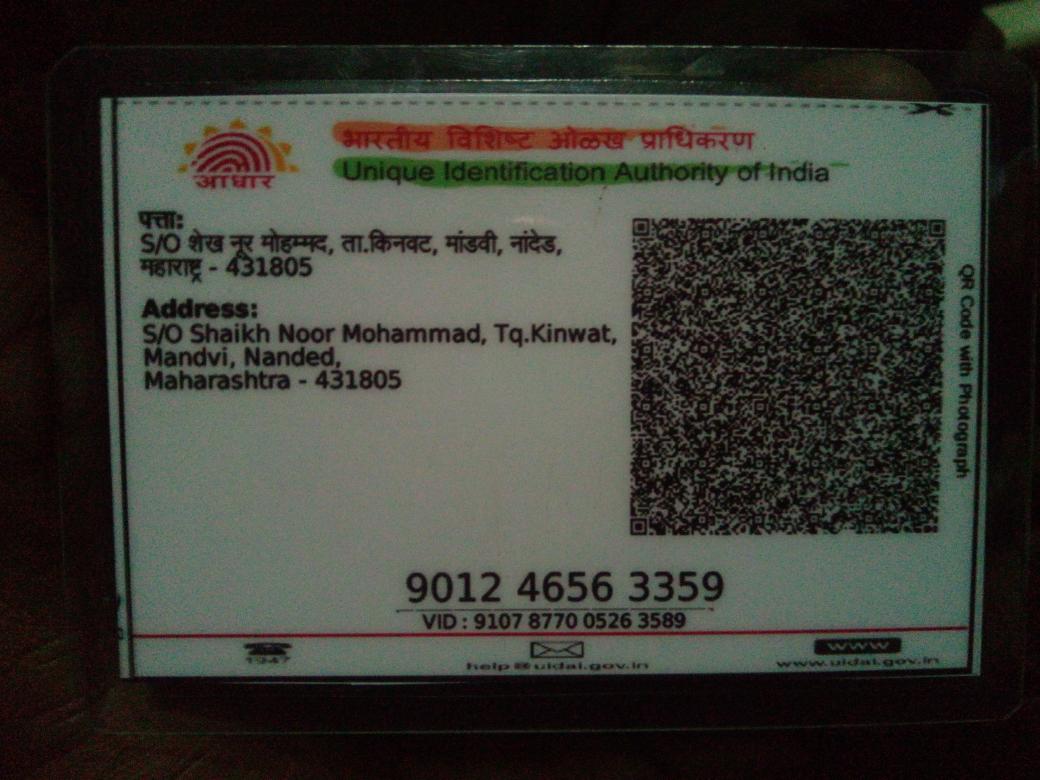 भारतीय विशिष्ट ओळख प्राधिकरण
Unique Identification Authority of India
आधार
पत्ता:
S/O शेख नूर मोहम्मद, ता.किनवट, मांडवी, नांदेड,
महाराष्ट्र - 431805
Address:
S/O Shaikh Noor Mohammad, Tq.Kinwat,
Mandvi, Nanded,
Maharashtra - 431805
QR Code with Photograph
9012 4656 3359
VID : 9107 8770 0526 3589
1947
help@uidai.gov.in
www
www.uidai.gov.in